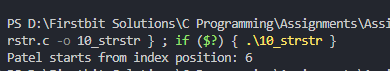 PS D:\Firstbit Solutions\C Programming\Assignments\Assi
rstr.c -o 10_strstr } ; if ($?) { .\10_strstr }
Patel starts from index position: 6